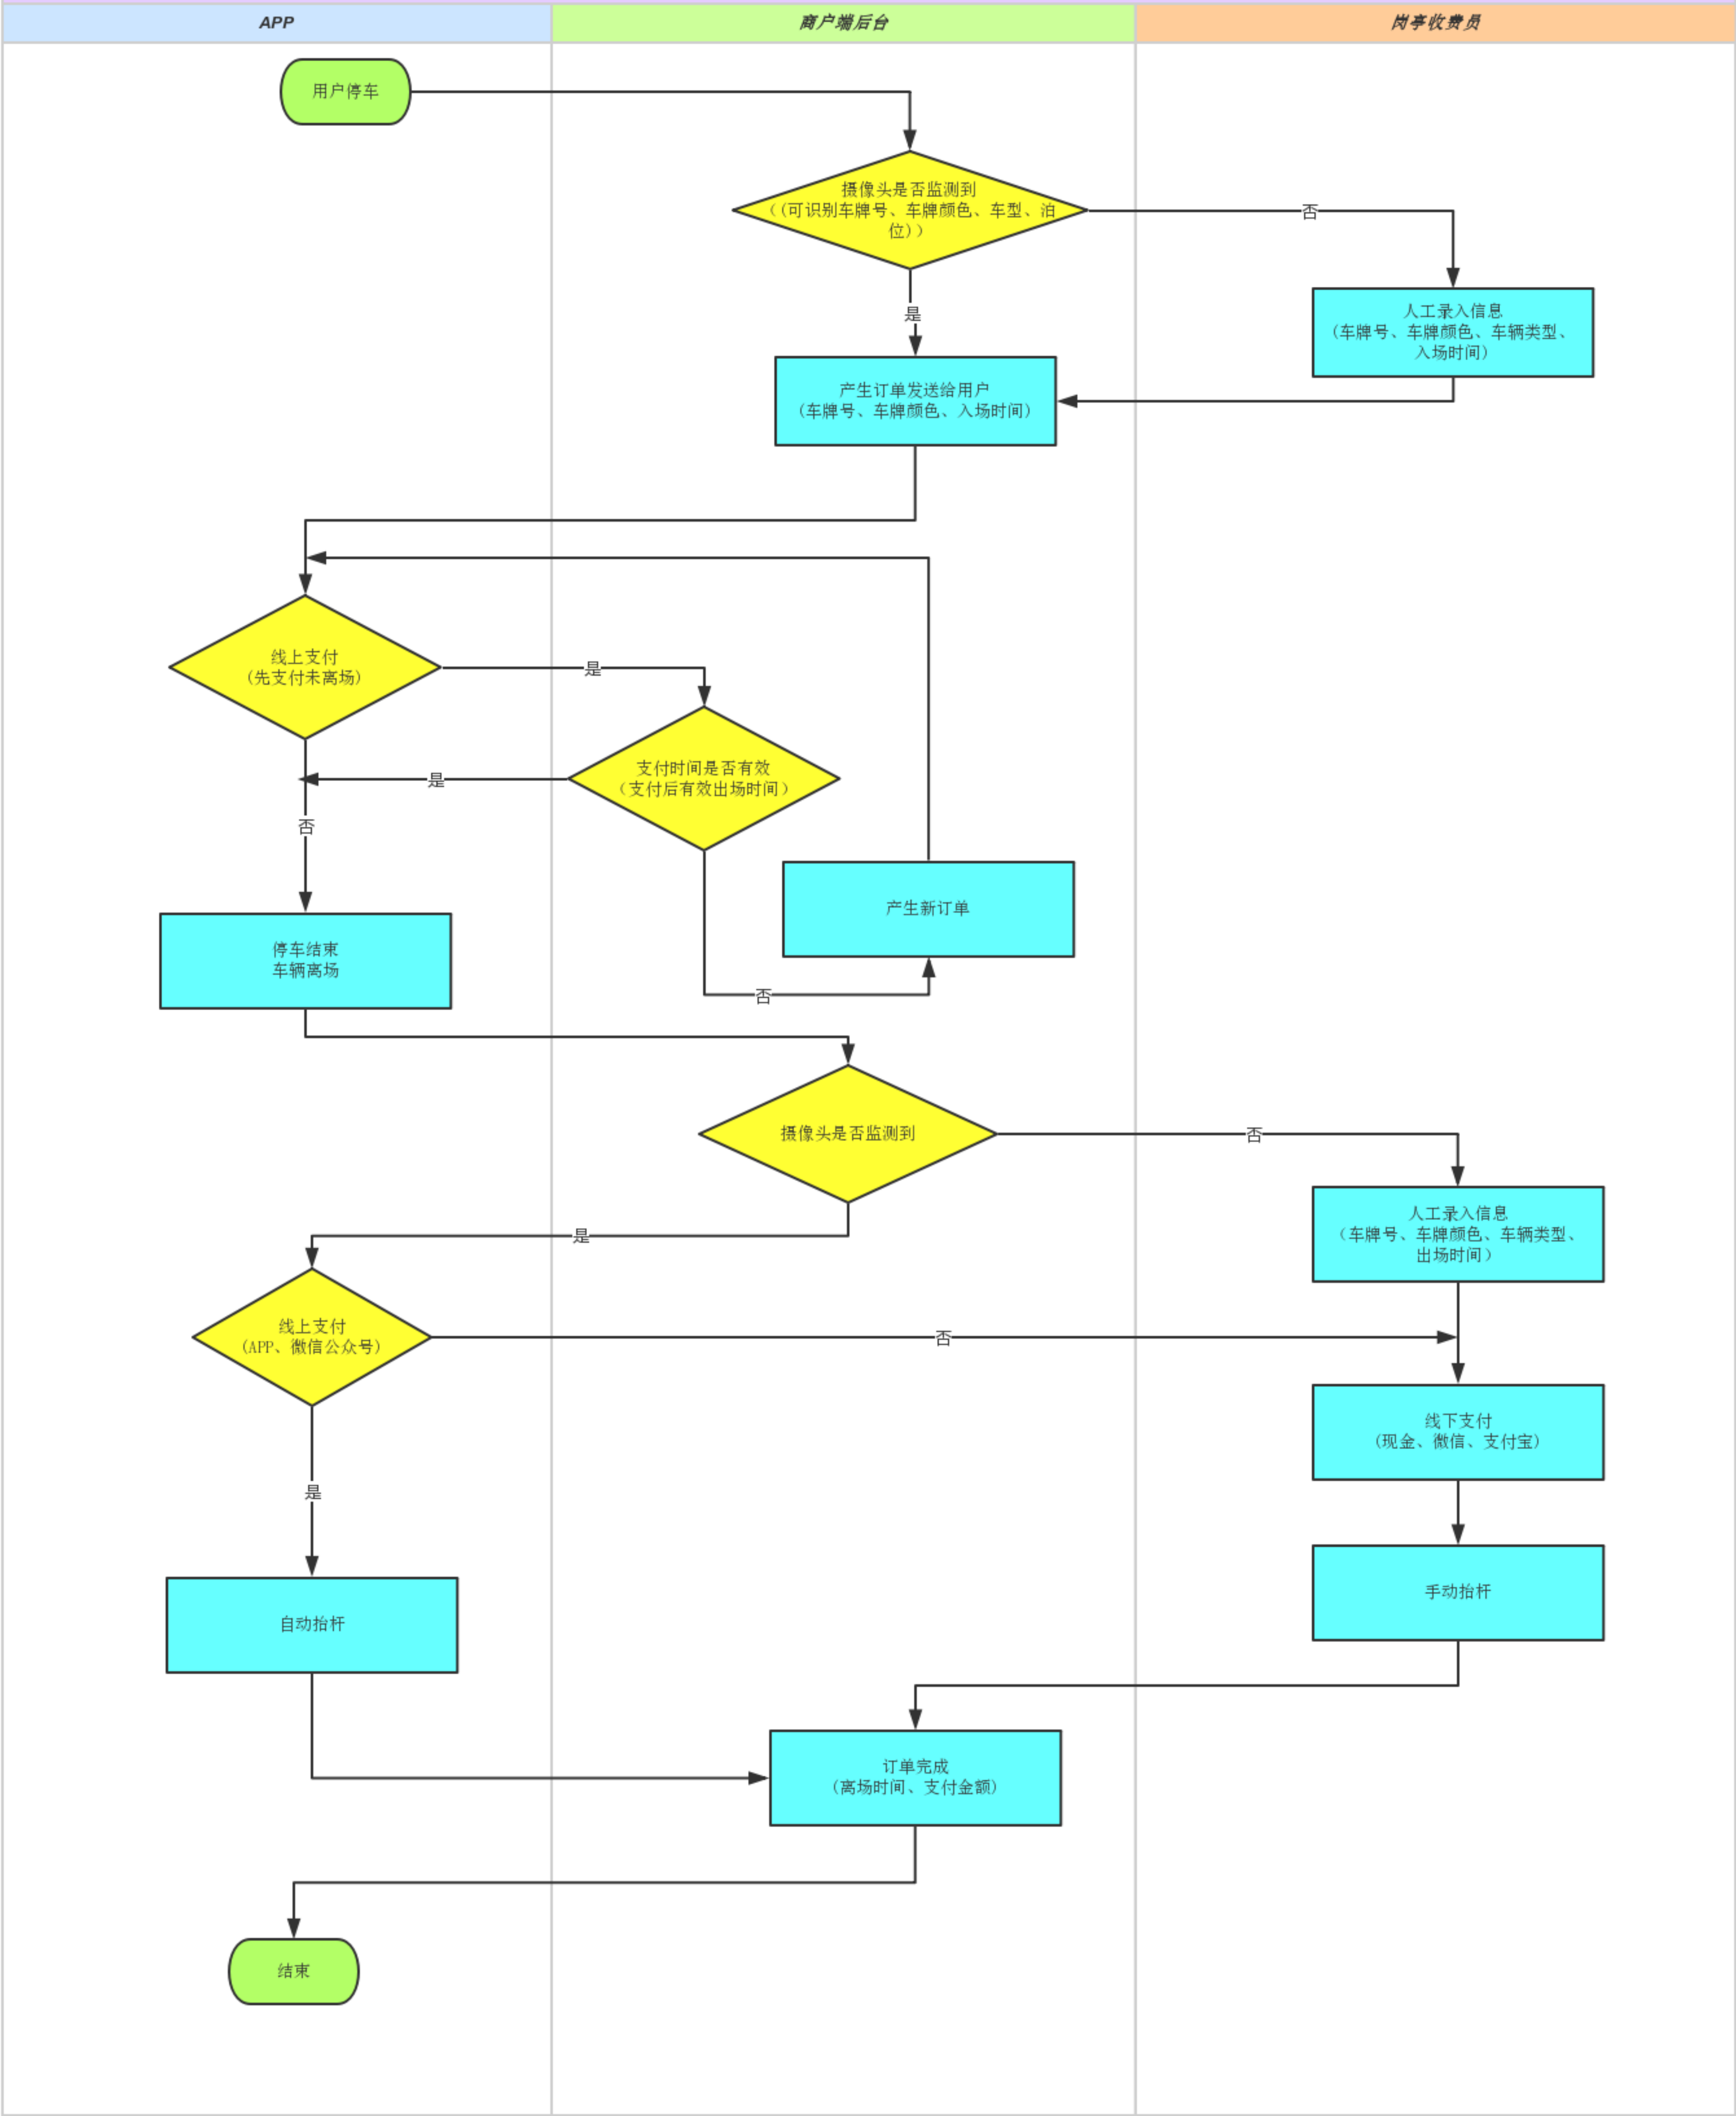 APP
商户端后台
岗亭收费员
用户停车
摄像头是否监测到
((可识别车牌号、车牌颜色、车型、泊
位))
否
是
人工录入信息
(车牌号、车牌颜色、车辆类型、
入场时间)
产生订单发送给用户
(车牌号、车牌颜色、入场时间)
线上支付
(先支付未离场)
是
支付时间是否有效
(支付后有效出场时间)
是
否
产生新订单
停车结束
车辆离场
否
摄像头是否监测到
否
人工录入信息
(车牌号、车牌颜色、车辆类型、
出场时间)
是
线上支付
(APP、微信公众号)
否
线下支付
(现金、微信、支付宝)
是
手动抬杆
自动抬杆
订单完成
(离场时间、支付金额)
结束